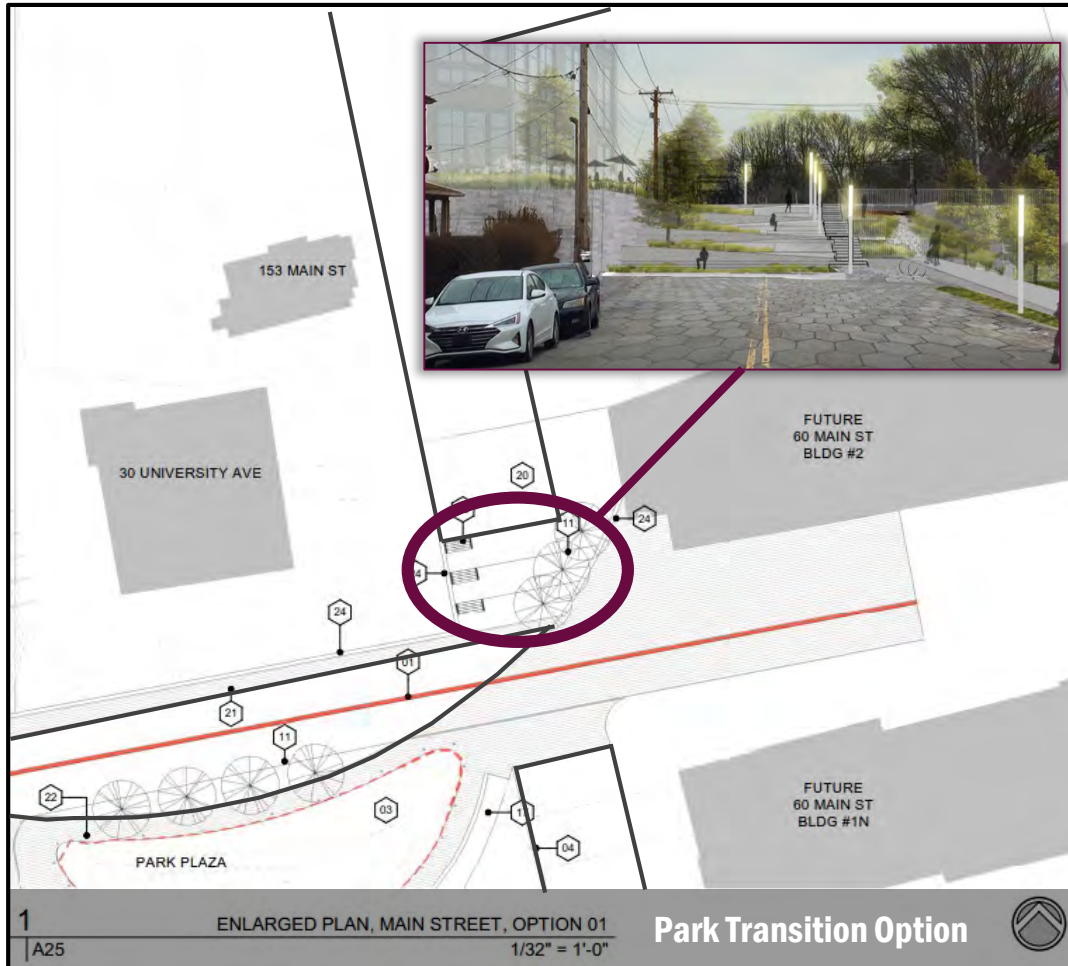 153 MAIN ST
30 UNIVERSITY AVE
FUTURE
60 MAIN ST
BLDG #2
20
11
24
24
01
21
11
22
03
04
PARK PLAZA
FUTURE
60 MAIN ST
BLDG #1N
1
A25
ENLARGED PLAN, MAIN STREET, OPTION 01
1/32" = 1'-0"
Park Transition Option